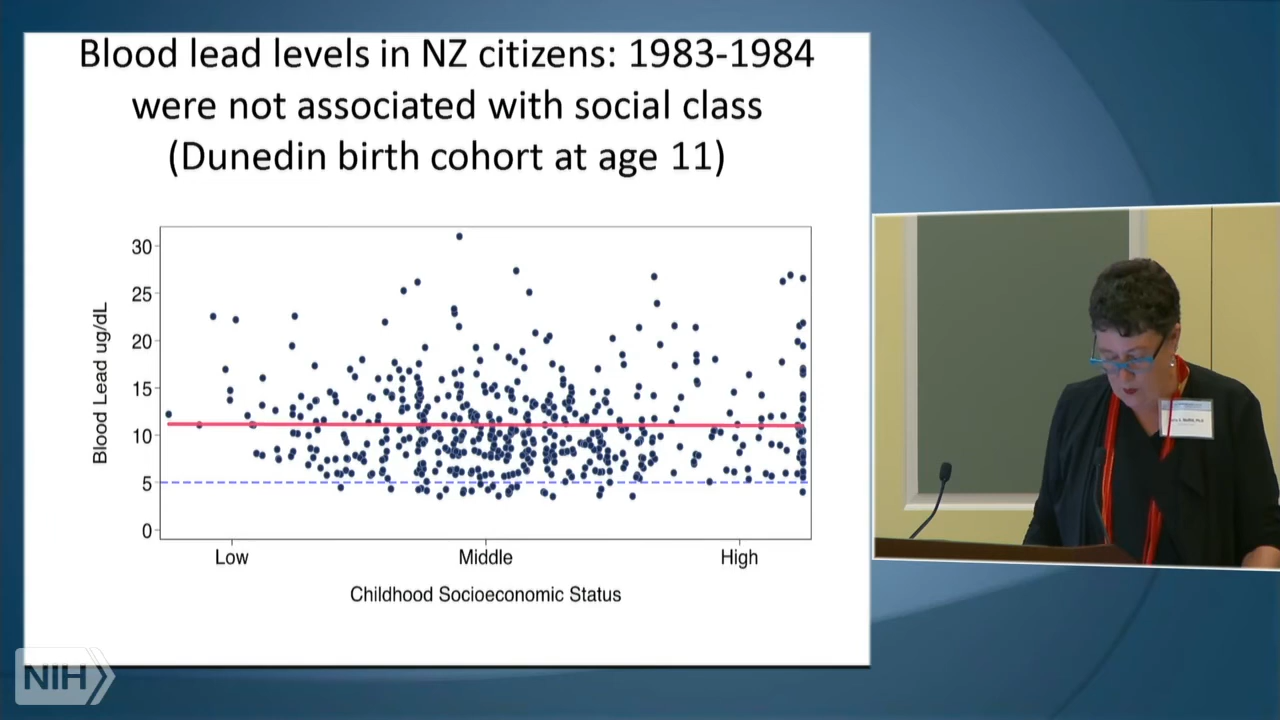 Blood lead levels in NZ citizens: 1983-1984
were not associated with social class
(Dunedin birth cohort at age 11)
30
25
20
15
10
5
0
Blood Lead ug/dL
Low
Middle
High
Childhood Socioeconomic Status
NIH